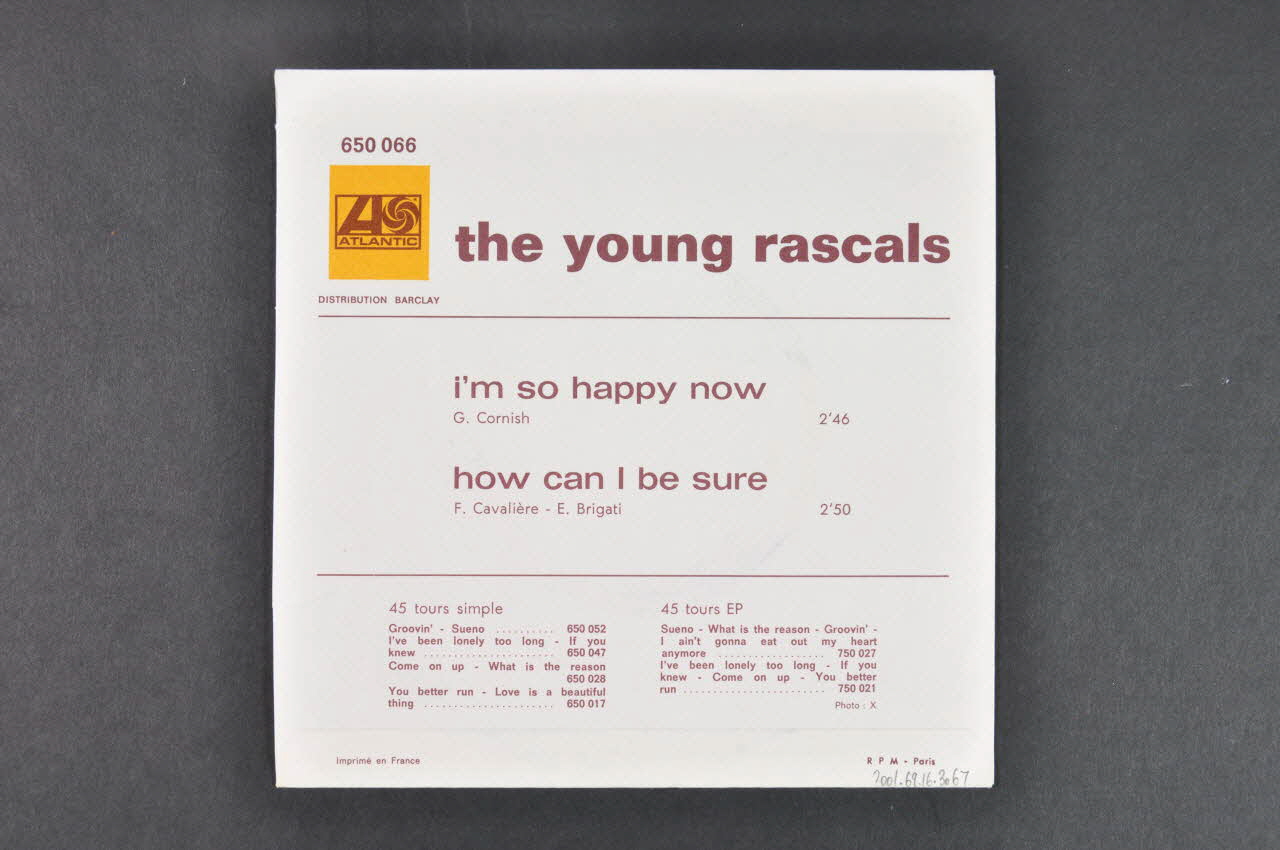 650 066
ATLANTIC
the young rascals
DISTRIBUTION BARCLAY
i'm so happy now
G. Cornish 2'46
how can I be sure
F. Cavalière - E. Brigati 2'50
45 tours simple
Groovin' - Sueno .......... 650 052
I've been lonely too long - If you
knew ...................... 650 047
Come on up - What is the reason
650 028
You better run - Love is a beautiful
thing ...................... 650 017
45 tours EP
Sueno - What is the reason - Groovin' -
I ain't gonna eat out my heart
anymore .................. 750 027
I've been lonely too long - If you
knew - Come on up - You better
run ........................ 750 021
Photo : X
Imprimé en France
R P M - Paris
2001.69.16.3067